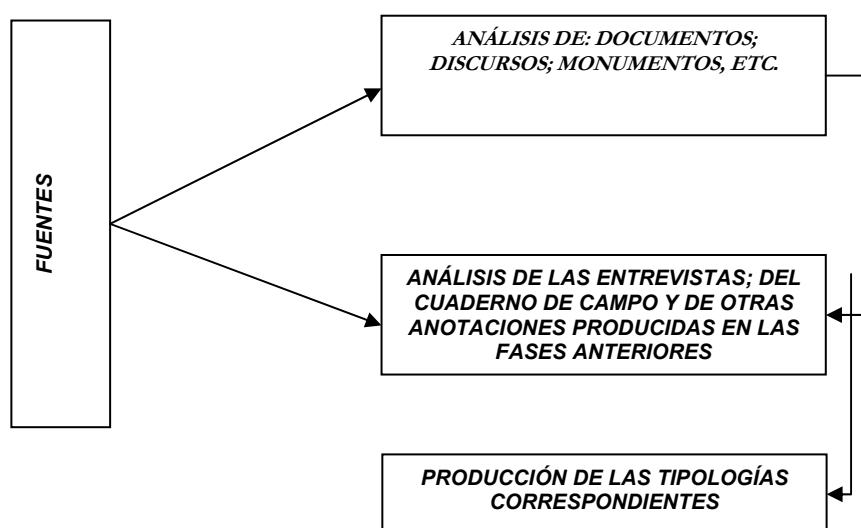 FUENTES
ANÁLISIS DE: DOCUMENTOS;
DISCURSOS; MONUMENTOS, ETC.
ANÁLISIS DE LAS ENTREVISTAS; DEL
CUADERNO DE CAMPO Y DE OTRAS
ANOTACIONES PRODUCIDAS EN LAS
FASES ANTERIORES
PRODUCCIÓN DE LAS TIPOLOGÍAS
CORRESPONDIENTES